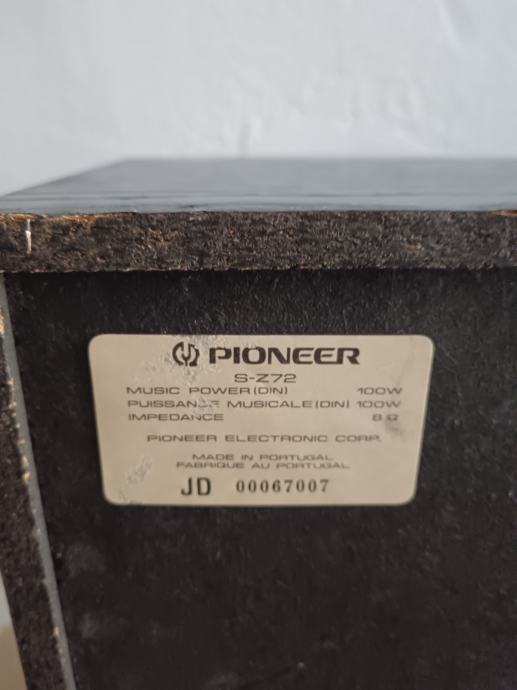 PIONEER
S-Z72
MUSIC POWER (DIN) 100W
PUISSANCE MUSICALE (DIN) 100W
IMPEDANCE 8 Ω
PIONEER ELECTRONIC CORP.
MADE IN PORTUGAL
FABRIQUE AU PORTUGAL
JD 00067007